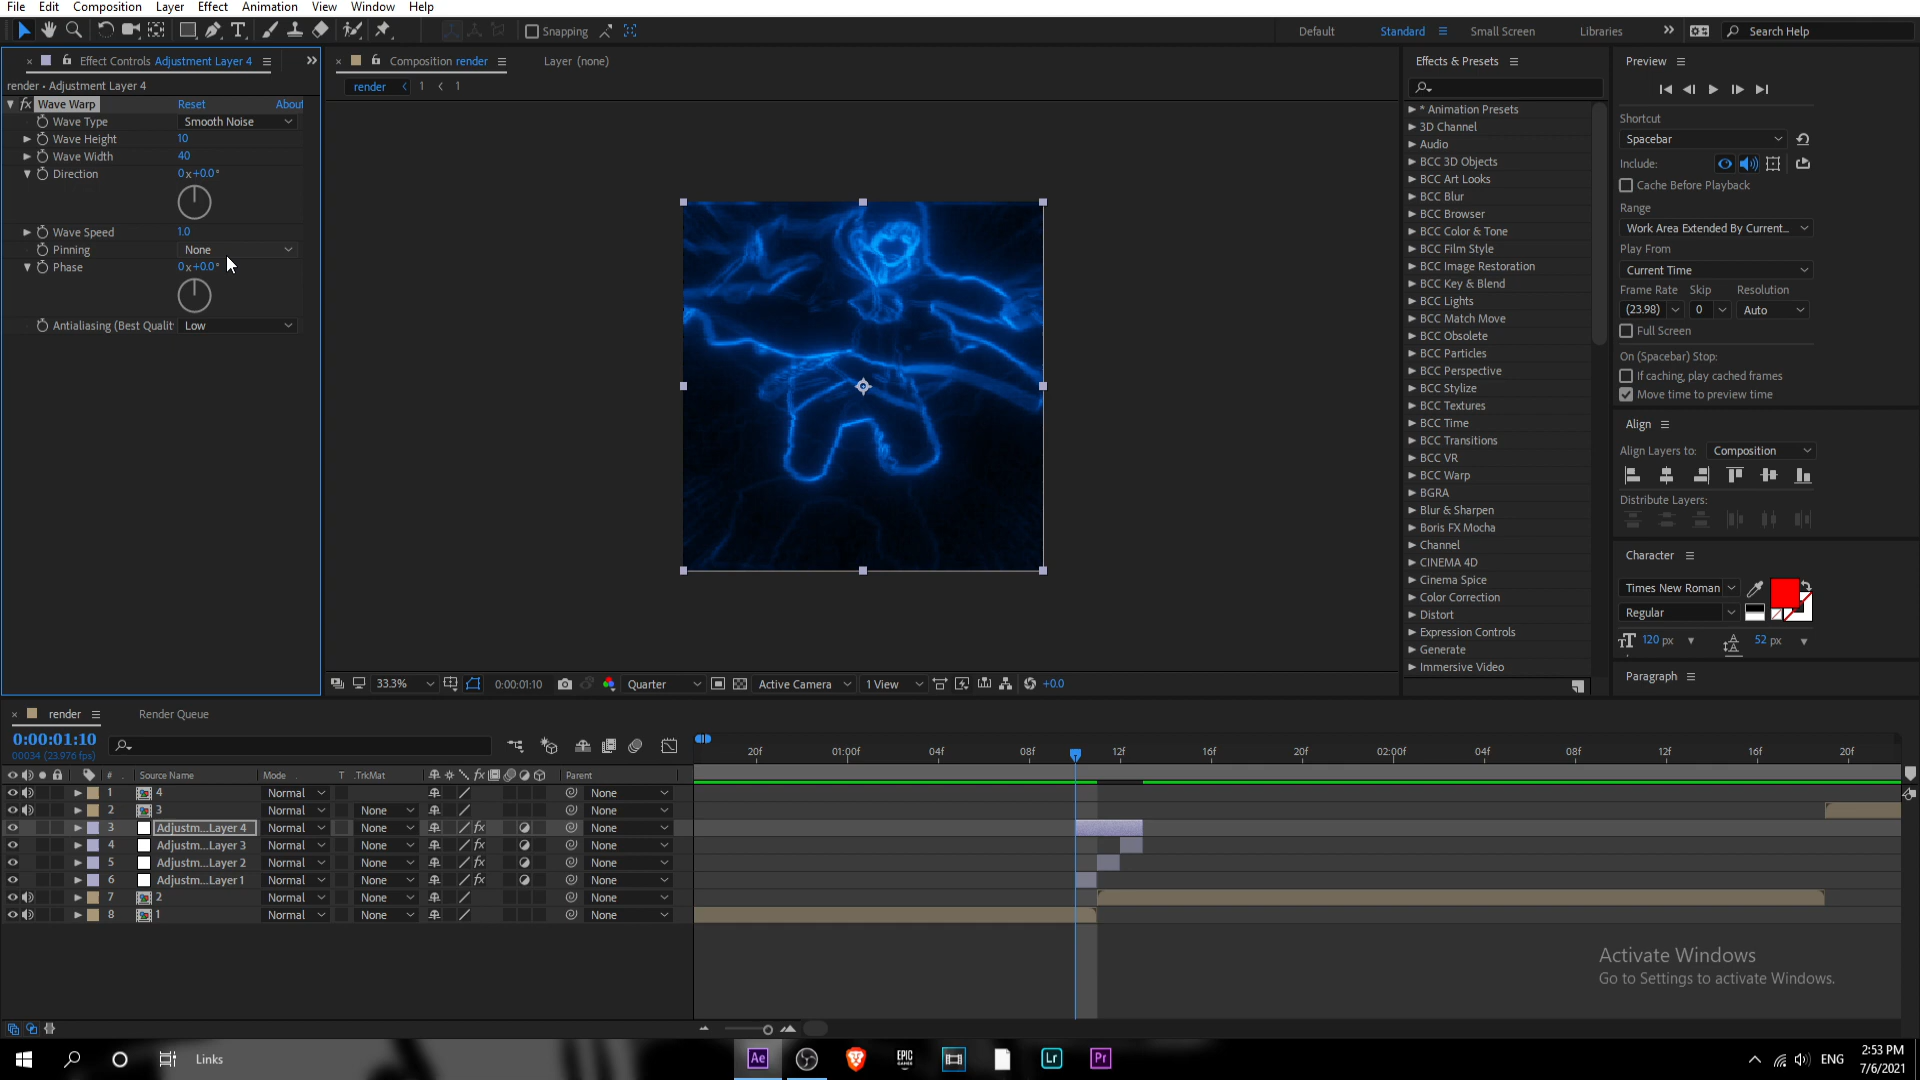 File Edit Composition Layer Effect Animation View Window Help
Snapping Default Standard Small Screen Libraries Search Help
Effect Controls Adjustment Layer 4
render • Adjustment Layer 4
fx Wave Warp Reset About
Wave Type Smooth Noise
Wave Height 10
Wave Width 40
Direction 0x+0.0°
Wave Speed 1.0
Pinning None
Phase 0x+0.0°
Antialiasing (Best Qualit Low
Composition render Layer (none)
render 1 1
33.3% 0:00:01:10 Quarter Active Camera 1 View +0.0
Effects & Presets
* Animation Presets
3D Channel
Audio
BCC 3D Objects
BCC Art Looks
BCC Blur
BCC Browser
BCC Color & Tone
BCC Film Style
BCC Image Restoration
BCC Key & Blend
BCC Lights
BCC Match Move
BCC Obsolete
BCC Particles
BCC Perspective
BCC Stylize
BCC Textures
BCC Time
BCC Transitions
BCC VR
BCC Warp
BGRA
Blur & Sharpen
Boris FX Mocha
Channel
CINEMA 4D
Cinema Spice
Color Correction
Distort
Expression Controls
Generate
Immersive Video
Preview
Shortcut
Spacebar
Include:
Cache Before Playback
Range
Work Area Extended By Current...
Play From
Current Time
Frame Rate Skip Resolution
(23.98) 0 Auto
Full Screen
On (Spacebar) Stop:
If caching, play cached frames
Move time to preview time
Align
Align Layers to: Composition
Distribute Layers:
Character
Times New Roman
Regular
120 px 52 px
Paragraph
render Render Queue
0:00:01:10
00034 (23.976 fps)
20f 01:00f 04f 08f 12f 16f 20f 02:00f 04f 08f 12f 16f 20f
# Source Name Mode T .TrkMat Parent
1 4 Normal None
2 3 Normal None None
3 Adjustm...Layer 4 Normal None fx None
4 Adjustm...Layer 3 Normal None fx None
5 Adjustm...Layer 2 Normal None fx None
6 Adjustm...Layer 1 Normal None fx None
7 2 Normal None None
8 1 Normal None None
Activate Windows
Go to Settings to activate Windows.
Links Ae EPIC GAMES Lr Pr ENG 2:53 PM
7/6/2021